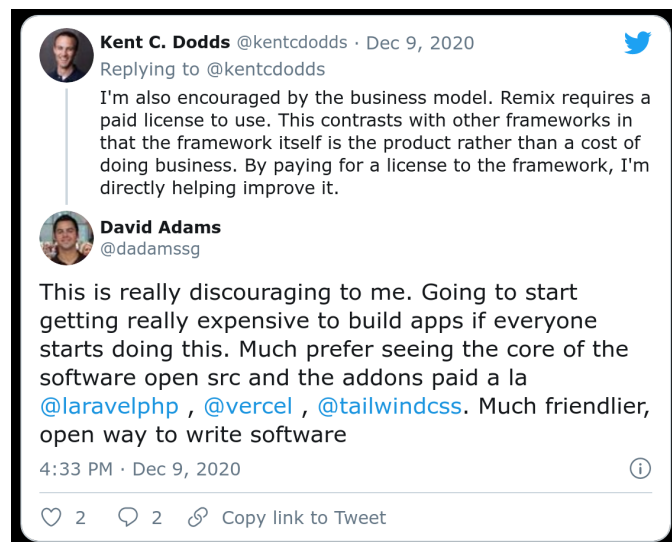 Kent C. Dodds @kentcdodds · Dec 9, 2020
Replying to @kentcdodds
I'm also encouraged by the business model. Remix requires a
paid license to use. This contrasts with other frameworks in
that the framework itself is the product rather than a cost of
doing business. By paying for a license to the framework, I'm
directly helping improve it.
David Adams
@dadamssg
This is really discouraging to me. Going to start
getting really expensive to build apps if everyone
starts doing this. Much prefer seeing the core of the
software open src and the addons paid a la
@laravelphp , @vercel , @tailwindcss. Much friendlier,
open way to write software
4:33 PM · Dec 9, 2020
2 2 Copy link to Tweet